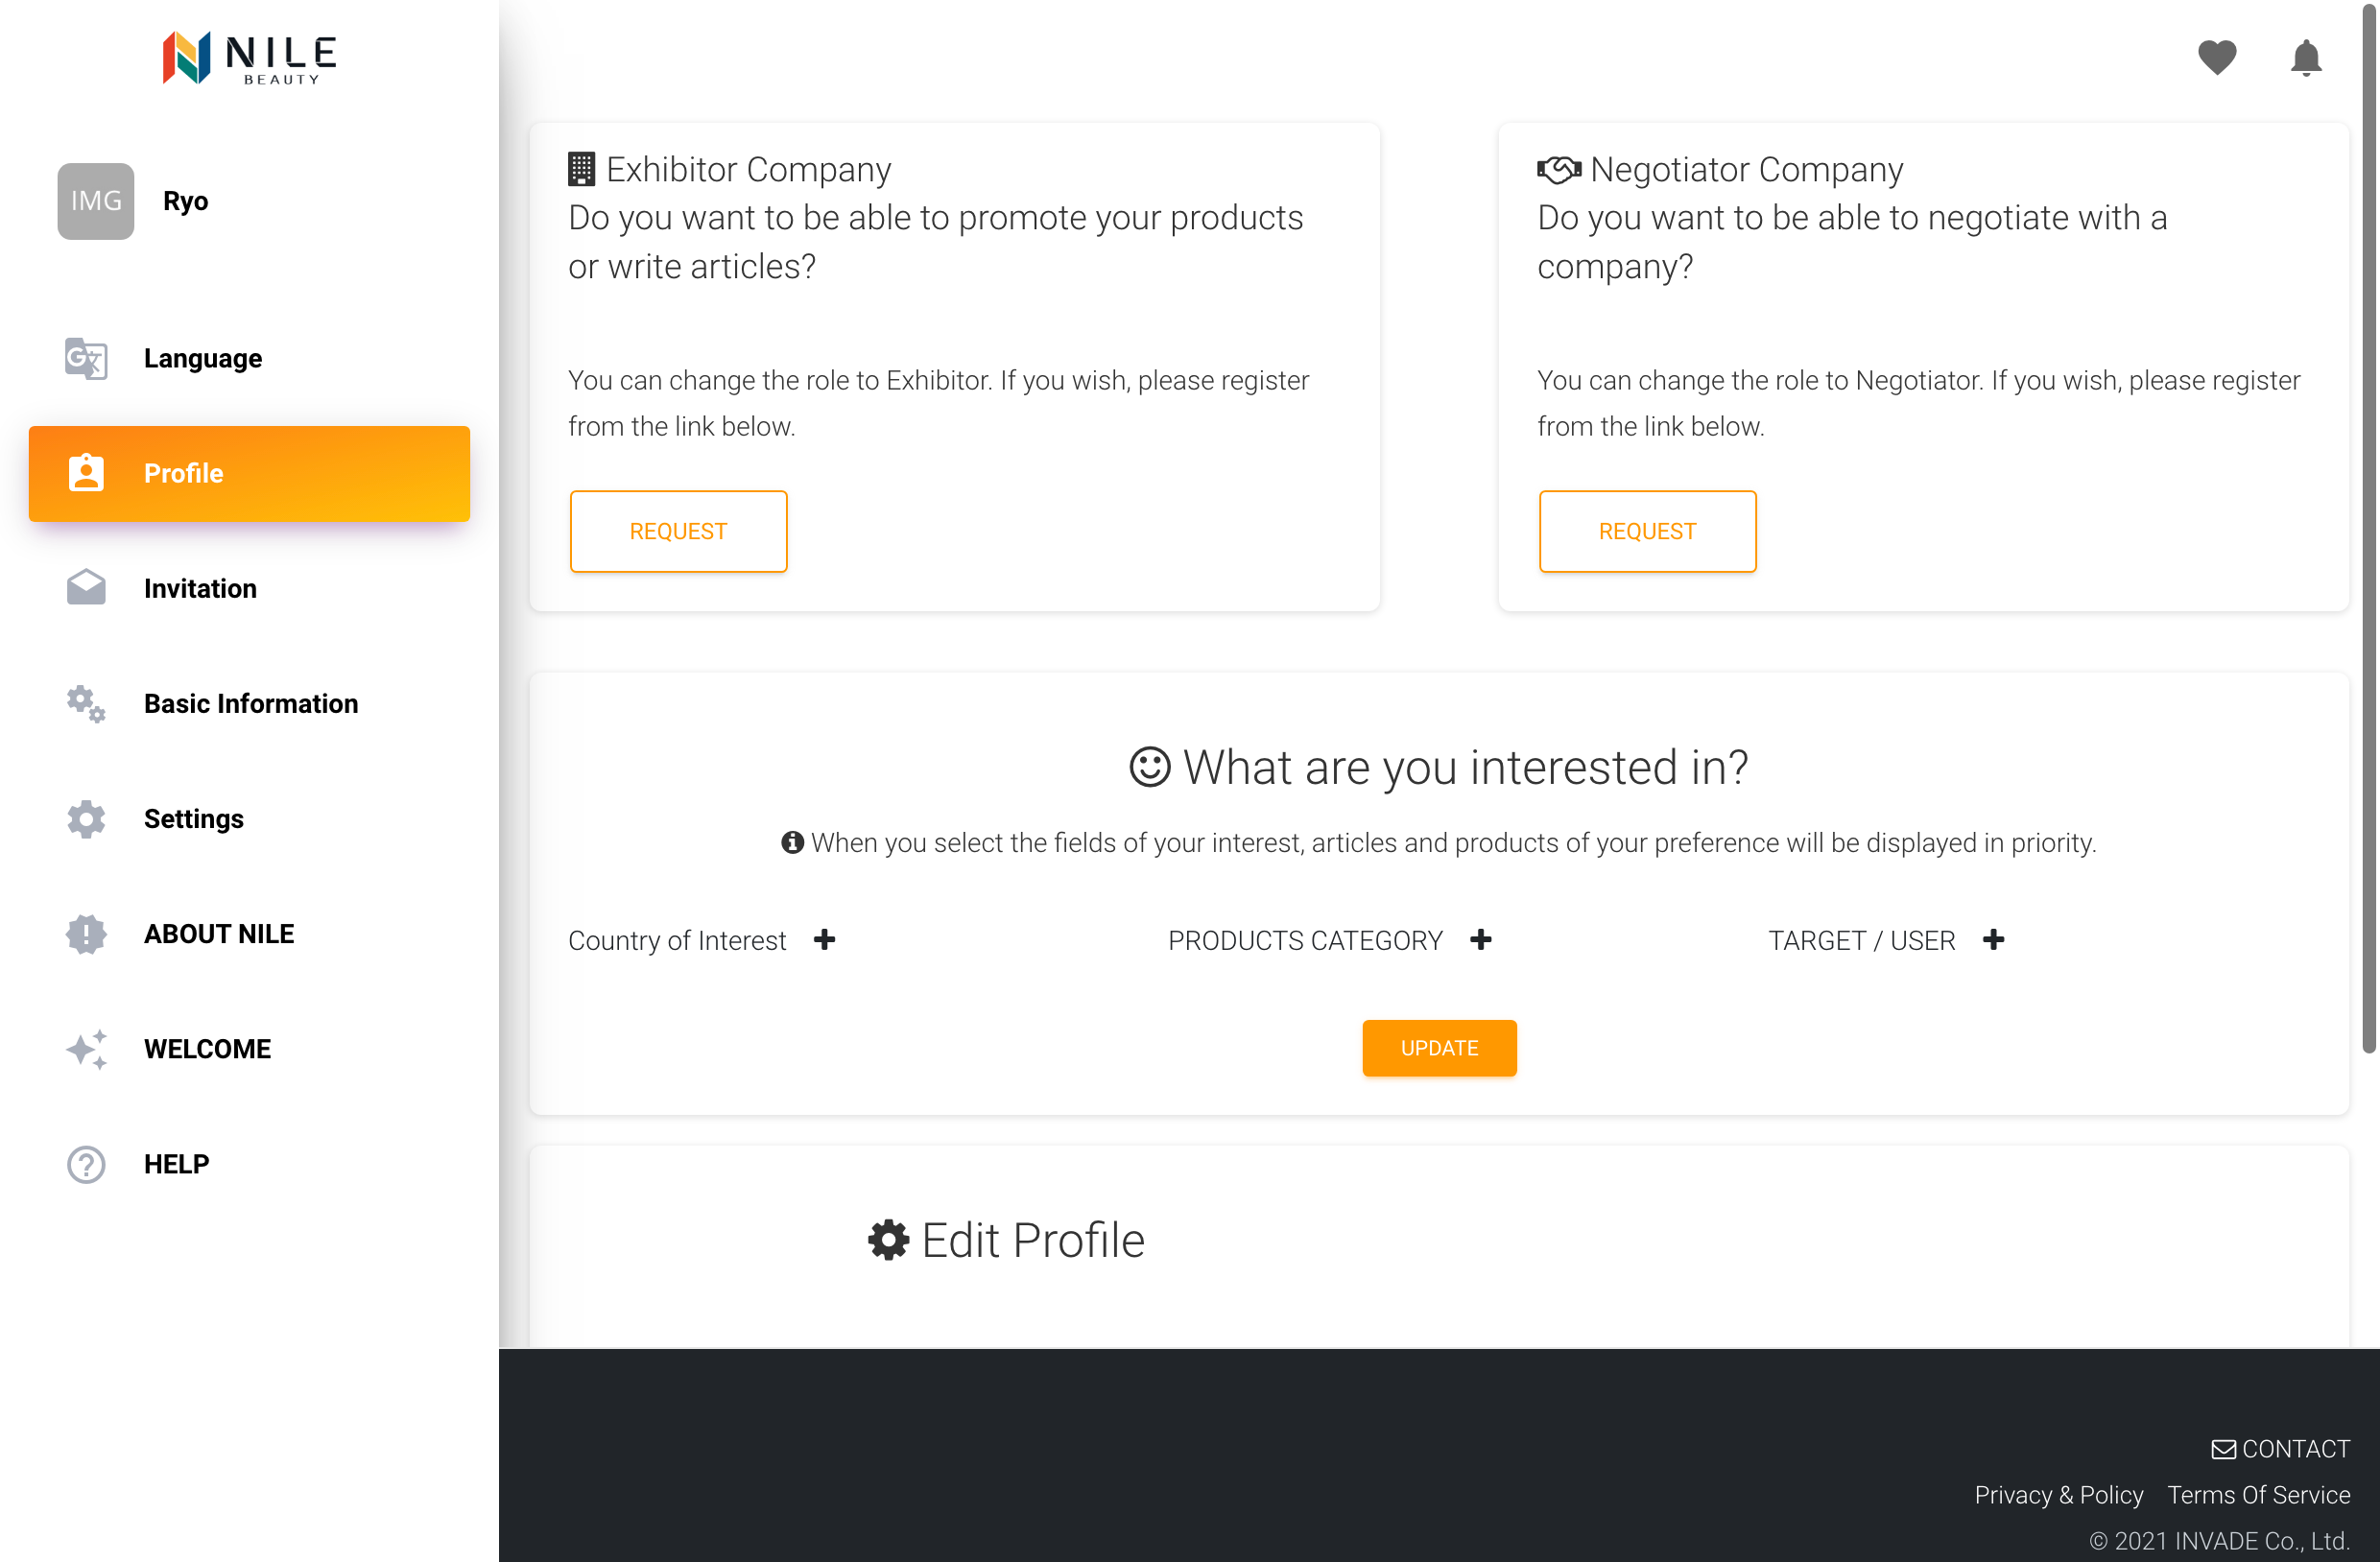 NILE
BEAUTY
IMG
Ryo
Language
Profile
Invitation
Basic Information
Settings
ABOUT NILE
WELCOME
HELP
Exhibitor Company
Do you want to be able to promote your products
or write articles?
You can change the role to Exhibitor. If you wish, please register
from the link below.
REQUEST
Negotiator Company
Do you want to be able to negotiate with a
company?
You can change the role to Negotiator. If you wish, please register
from the link below.
REQUEST
What are you interested in?
When you select the fields of your interest, articles and products of your preference will be displayed in priority.
Country of Interest
PRODUCTS CATEGORY
TARGET / USER
UPDATE
Edit Profile
CONTACT
Privacy & Policy Terms Of Service
© 2021 INVADE Co., Ltd.